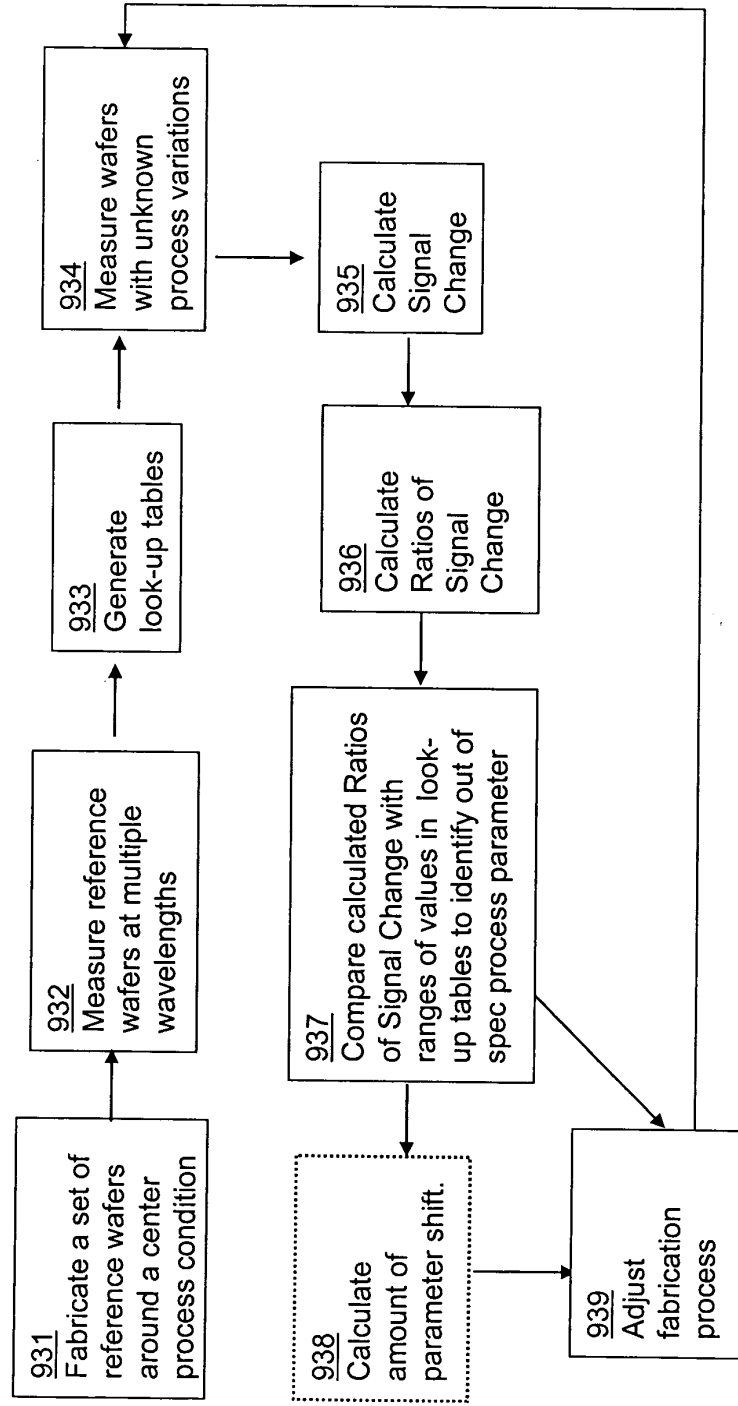 931
Fabricate a set of
reference wafers
around a center
process condition
932
Measure reference
wafers at multiple
wavelengths
933
Generate
look-up tables
934
Measure wafers
with unknown
process variations
935
Calculate
Signal
Change
936
Calculate
Ratios of
Signal
Change
937
Compare calculated Ratios
of Signal Change with
ranges of values in look-
up tables to identify out of
spec process parameter
938
Calculate
amount of
parameter shift.
939
Adjust
fabrication
process